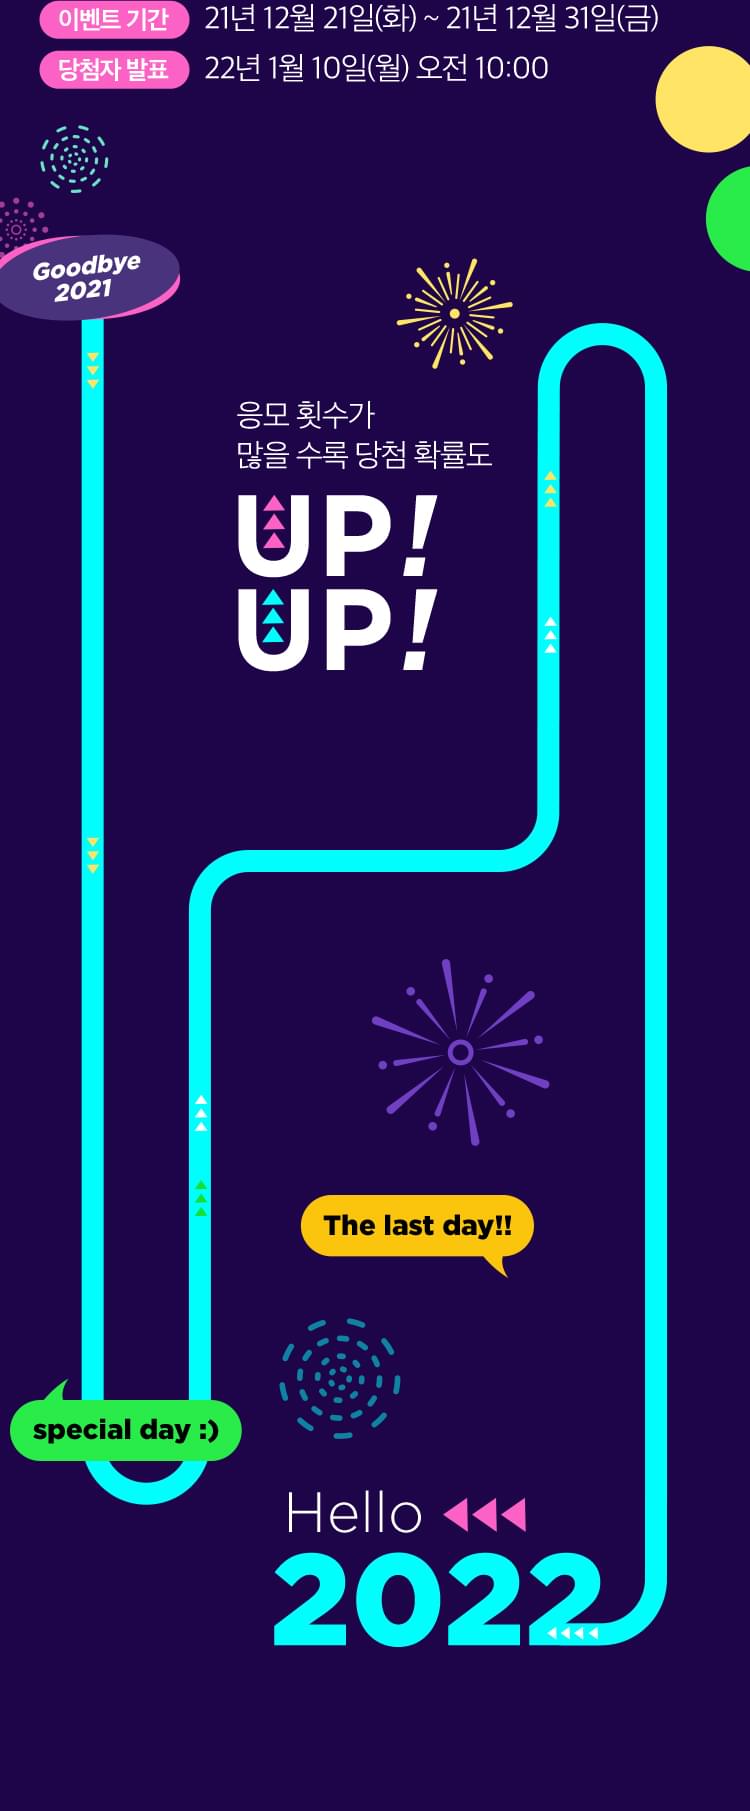 이벤트 기간 21년 12월 21일(화) ~ 21년 12월 31일(금)
당첨자 발표 22년 1월 10일(월) 오전 10:00
Goodbye
2021
응모 횟수가
많을 수록 당첨 확률도
UP!
UP!
The last day!!
special day :)
Hello
2022